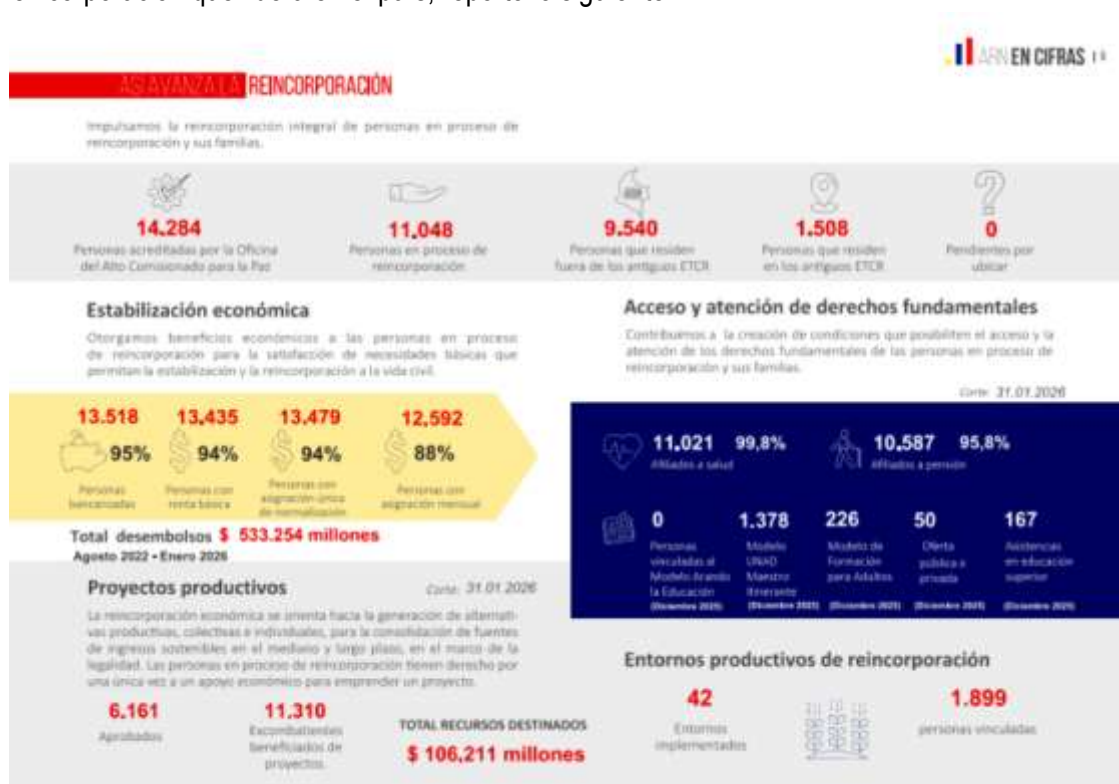 ARN EN CIFRAS
ASÍ AVANZA LA REINCORPORACIÓN
Impulsamos la reincorporación integral de personas en proceso de
reincorporación y sus familias.
14.284
Personas acreditadas por la Oficina
del Alto Comisionado para la Paz
11.048
Personas en proceso de
reincorporación
9.540
Personas que residen
fuera de los antiguos ETCR
1.508
Personas que residen
en los antiguos ETCR
0
Pendientes por
ubicar
Estabilización económica
Otorgamos beneficios económicos a las personas en proceso
de reincorporación para la satisfacción de necesidades básicas que
permitan la estabilización y la reincorporación a la vida civil.
13.518
95%
Personas
bancarizadas
13,435
94%
Personas con
renta básica
13.479
94%
Personas con
asignación única
de normalización
12,592
88%
Personas con
asignación mensual
Total desembolsos $ 533.254 millones
Agosto 2022 - Enero 2026
Proyectos productivos
Corte: 31.01.2026
La reincorporación económica se orienta hacia la generación de alternati-
vas productivas, colectivas e individuales, para la consolidación de fuentes
de ingresos sostenibles en el mediano y largo plazo, en el marco de la
legalidad. Las personas en proceso de reincorporación tienen derecho por
una única vez a un apoyo económico para emprender un proyecto.
6.161
Aprobados
11.310
Excombatientes
beneficiados de
proyectos.
TOTAL RECURSOS DESTINADOS
$ 106,211 millones
Acceso y atención de derechos fundamentales
Contribuimos a la creación de condiciones que posibiliten el acceso y la
atención de los derechos fundamentales de las personas en proceso de
reincorporación y sus familias.
Corte: 31.01.2026
11.021 99,8%
Afiliados a salud
10.587 95,8%
Afiliados a pensión
0
Personas
vinculadas al
Modelo Arando
la Educación
(Diciembre 2025)
1.378
Modelo
UNAD
Maestro
Itinerante
(Diciembre 2025)
226
Modelo de
Formación
para Adultos
(Diciembre 2025)
50
Oferta
pública o
privada
(Diciembre 2025)
167
Asistencias
en educación
superior
(Diciembre 2025)
Entornos productivos de reincorporación
42
Entornos
implementados
1.899
personas vinculadas